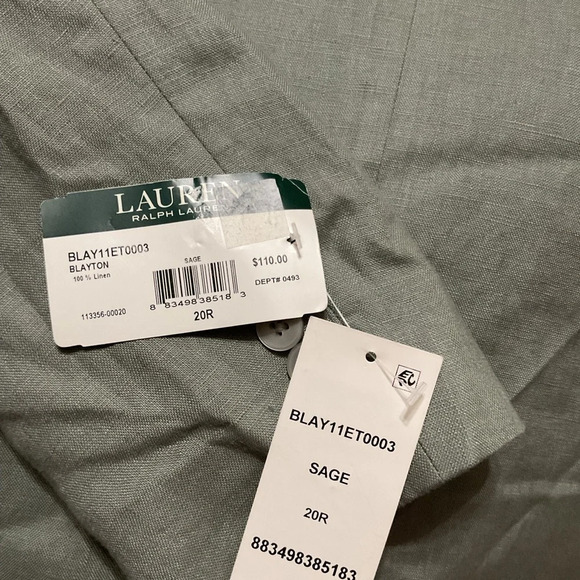 LAUREN
RALPH LAUREN
BLAY11ET0003
BLAYTON
100 % Linen
SAGE
$110.00
DEPT# 0493
8 83498 38518 3
113356-00020
20R
BLAY11ET0003
SAGE
20R
883498385183